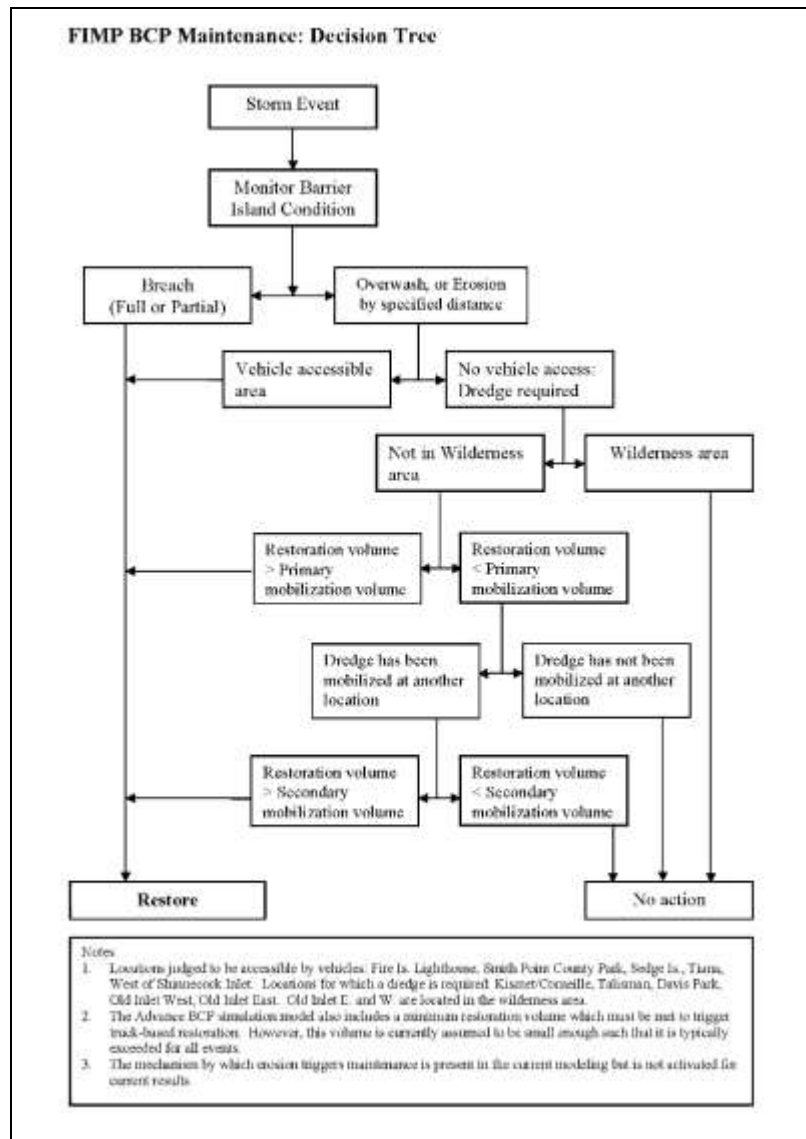 FIMP BCP Maintenance: Decision Tree
Storm Event
Monitor Barrier
Island Condition
Breach
(Full or Partial)
Overwash, or Erosion
by specified distance
Vehicle accessible
area
No vehicle access:
Dredge required
Not in Wilderness
area
Wilderness area
Restoration volume
> Primary
mobilization volume
Restoration volume
< Primary
mobilization volume
Dredge has been
mobilized at another
location
Dredge has not been
mobilized at another
location
Restoration volume
> Secondary
mobilization volume
Restoration volume
< Secondary
mobilization volume
Restore
No action
Notes
1. Locations judged to be accessible by vehicles: Fire Is. Lighthouse, Smith Point County Park, Sedge Is., Tiana,
West of Shinnecock Inlet. Locations for which a dredge is required: Kismet/Corneille, Talisman, Davis Park,
Old Inlet West, Old Inlet East. Old Inlet E. and W. are located in the wilderness area.
2. The Advance BCP simulation model also includes a minimum restoration volume which must be met to trigger
truck-based restoration. However, this volume is currently assumed to be small enough such that it is typically
exceeded for all events.
3. The mechanism by which erosion triggers maintenance is present in the current modeling but is not activated for
current results.